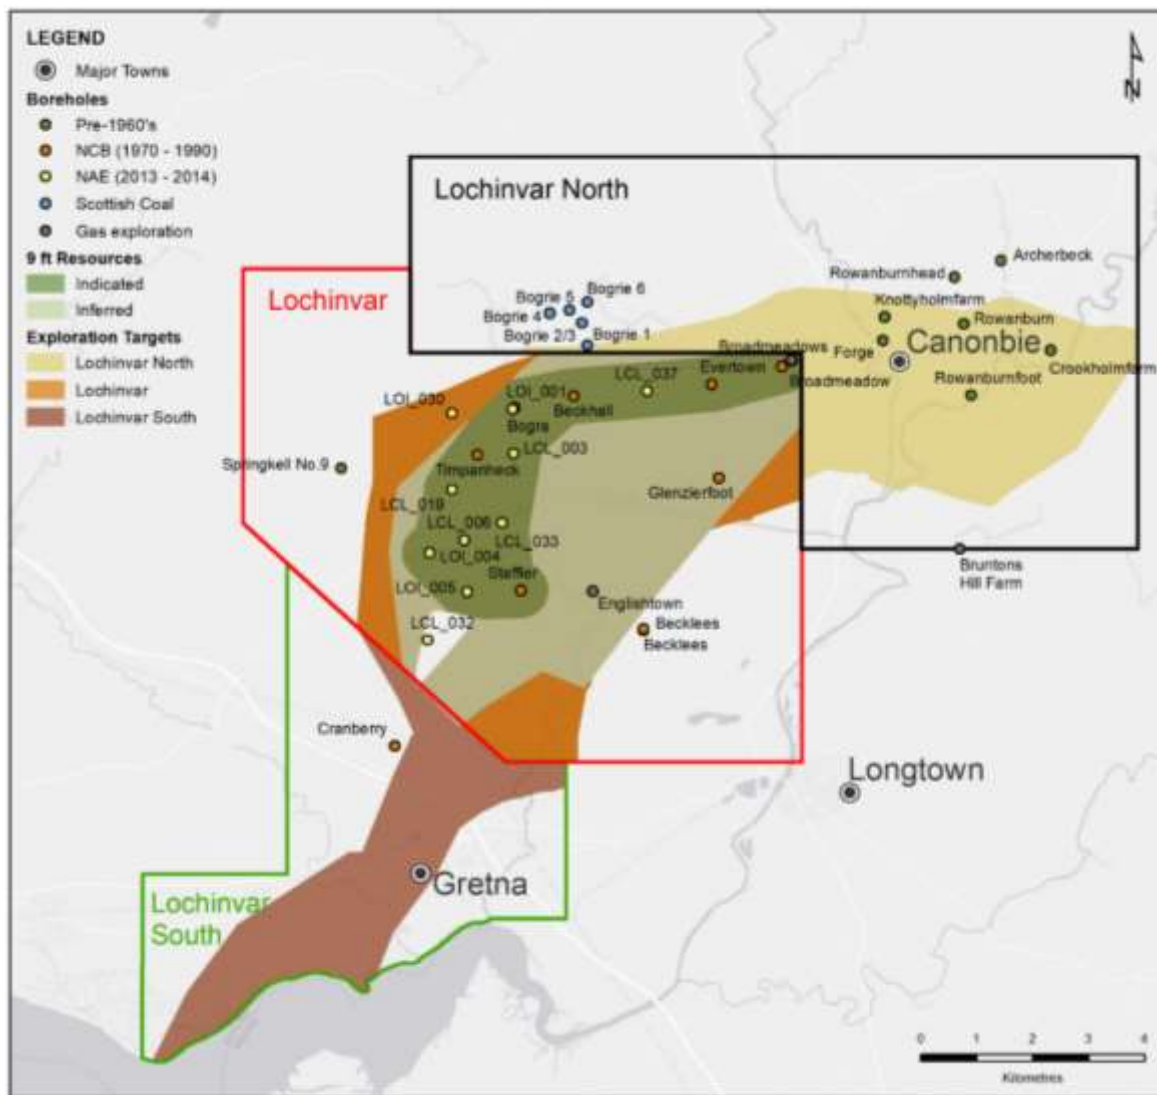 LEGEND
Major Towns
Boreholes
Pre-1960's
NCB (1970 - 1990)
NAE (2013 - 2014)
Scottish Coal
Gas exploration
9 ft Resources
Indicated
Inferred
Exploration Targets
Lochinvar North
Lochinvar
Lochinvar South
N
Lochinvar North
Archerbeck
Rowanburnhead
Lochinvar
Bogrie 6
Bogrie 5
Bogrie 4
Knottyholmfarm
Rowanburn
Bogrie 2/3
Bogrie 1
Broadmeadows
Forge
Canonbie
Crookholmfarm
Evertown
LCL_037
Broadmeadow
Rowanburnfoot
LOI_030
LOI_001
Beckhall
Bogra
LCL_003
Springkell No.9
Timpanheck
Glenzierfoot
LCL_019
LCL_006
LCL_033
LOI_004
Bruntons
Hill Farm
Staffler
LOI_005
Englishtown
LCL_032
Becklees
Becklees
Cranberry
Longtown
Gretna
Lochinvar
South
0 1 2 3 4
Kilometres